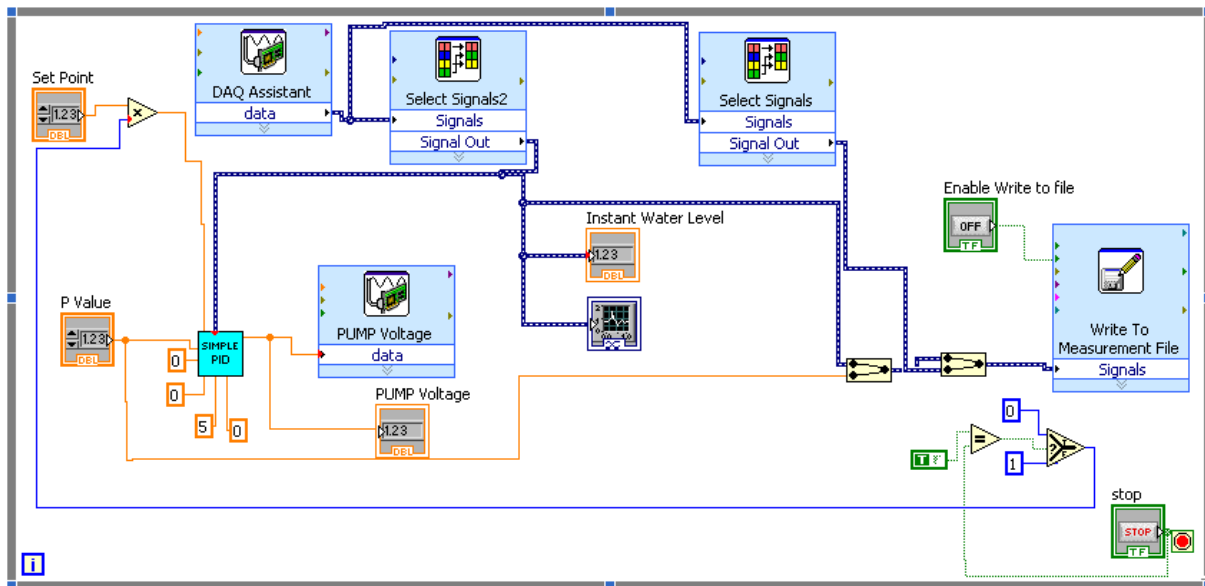 Set Point
1.23
DBL
DAQ Assistant
data
Select Signals2
Signals
Signal Out
Select Signals
Signals
Signal Out
Enable Write to file
OFF
TF
Instant Water Level
1.23
DBL
P Value
1.23
DBL
SIMPLE
PID
0
0
5
0
PUMP Voltage
data
PUMP Voltage
1.23
DBL
Write To
Measurement File
Signals
0
=
?
1
T
stop
STOP
TF
i